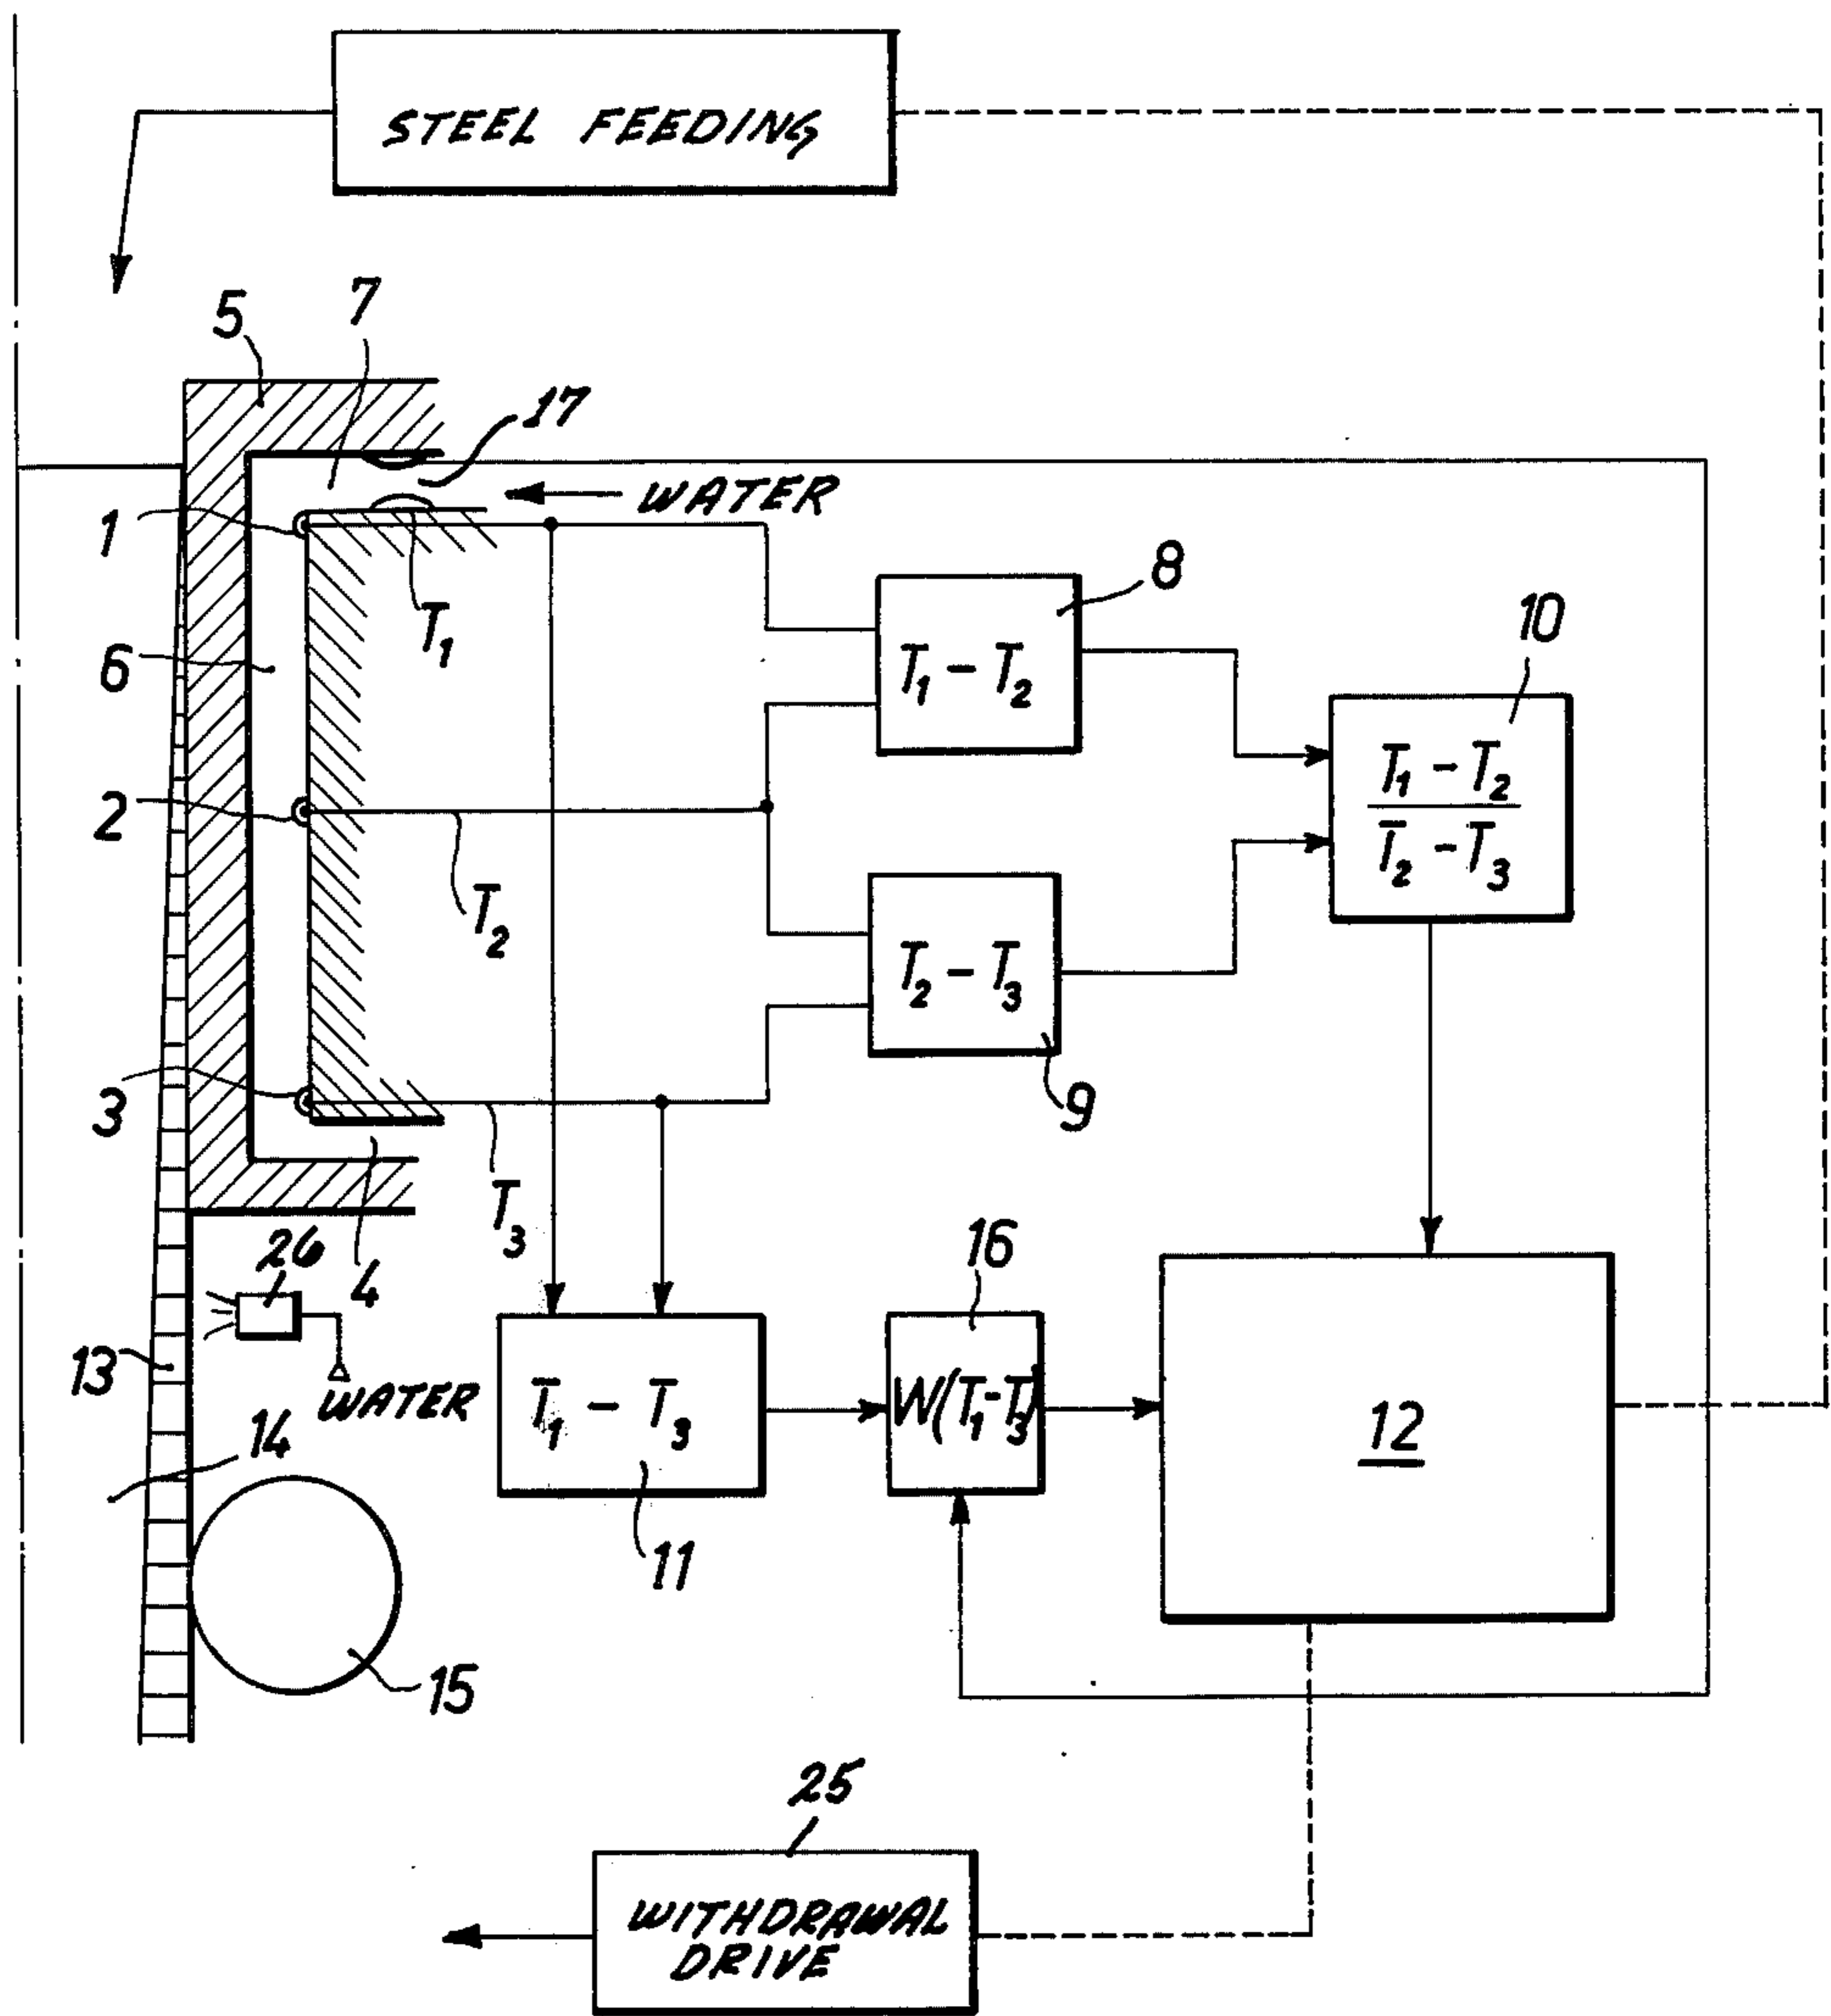 STEEL FEEDING
5
7
17
WATER
1
T₁
8
T₁ – T₂
10
6
T₁ – T₂
T̄₂ – T₃
2
T₂
T₂ – T₃
9
3
T₃
26
4
16
13
WATER
T̄₁ – T₃
W(T₁–T₃)
12
14
11
15
25
WITHDRAWAL
DRIVE